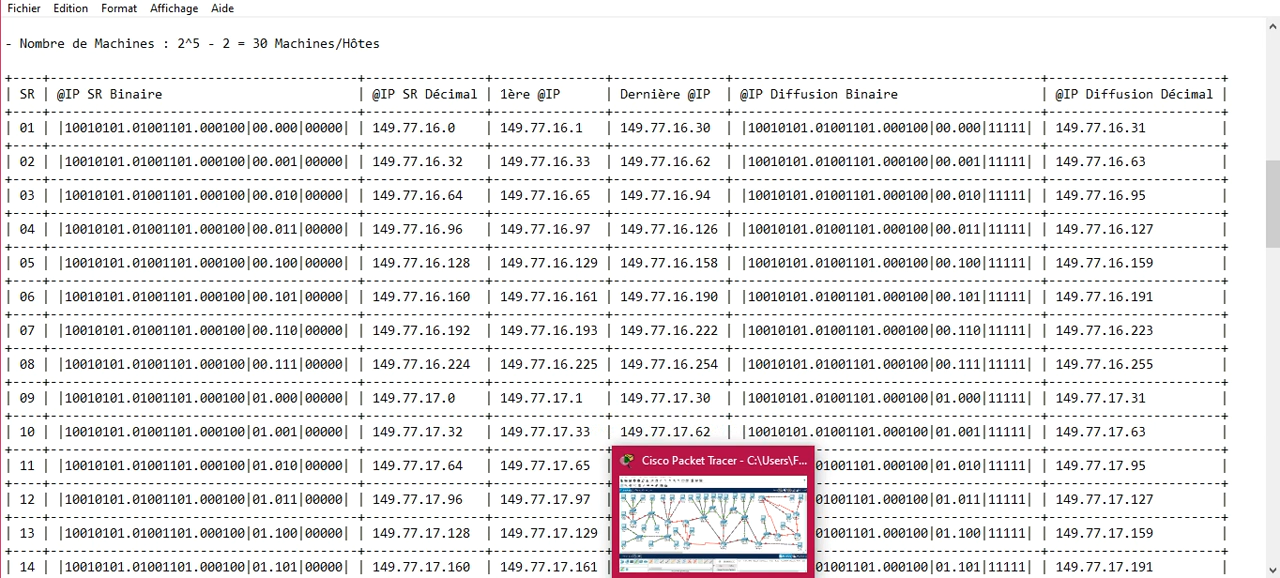 Fichier Edition Format Affichage Aide
- Nombre de Machines : 2^5 - 2 = 30 Machines/Hôtes
| SR | @IP SR Binaire | @IP SR Décimal | 1ère @IP | Dernière @IP | @IP Diffusion Binaire | @IP Diffusion Décimal |
| 01 | |10010101.01001101.000100|00.000|00000| | 149.77.16.0 | 149.77.16.1 | 149.77.16.30 | |10010101.01001101.000100|00.000|11111| | 149.77.16.31 |
| 02 | |10010101.01001101.000100|00.001|00000| | 149.77.16.32 | 149.77.16.33 | 149.77.16.62 | |10010101.01001101.000100|00.001|11111| | 149.77.16.63 |
| 03 | |10010101.01001101.000100|00.010|00000| | 149.77.16.64 | 149.77.16.65 | 149.77.16.94 | |10010101.01001101.000100|00.010|11111| | 149.77.16.95 |
| 04 | |10010101.01001101.000100|00.011|00000| | 149.77.16.96 | 149.77.16.97 | 149.77.16.126 | |10010101.01001101.000100|00.011|11111| | 149.77.16.127 |
| 05 | |10010101.01001101.000100|00.100|00000| | 149.77.16.128 | 149.77.16.129 | 149.77.16.158 | |10010101.01001101.000100|00.100|11111| | 149.77.16.159 |
| 06 | |10010101.01001101.000100|00.101|00000| | 149.77.16.160 | 149.77.16.161 | 149.77.16.190 | |10010101.01001101.000100|00.101|11111| | 149.77.16.191 |
| 07 | |10010101.01001101.000100|00.110|00000| | 149.77.16.192 | 149.77.16.193 | 149.77.16.222 | |10010101.01001101.000100|00.110|11111| | 149.77.16.223 |
| 08 | |10010101.01001101.000100|00.111|00000| | 149.77.16.224 | 149.77.16.225 | 149.77.16.254 | |10010101.01001101.000100|00.111|11111| | 149.77.16.255 |
| 09 | |10010101.01001101.000100|01.000|00000| | 149.77.17.0 | 149.77.17.1 | 149.77.17.30 | |10010101.01001101.000100|01.000|11111| | 149.77.17.31 |
| 10 | |10010101.01001101.000100|01.001|00000| | 149.77.17.32 | 149.77.17.33 | 149.77.17.62 | |10010101.01001101.000100|01.001|11111| | 149.77.17.63 |
Cisco Packet Tracer - C:\Users\F...
| 11 | |10010101.01001101.000100|01.010|00000| | 149.77.17.64 | 149.77.17.65 | 01001101.000100|01.010|11111| | 149.77.17.95 |
| 12 | |10010101.01001101.000100|01.011|00000| | 149.77.17.96 | 149.77.17.97 | 01001101.000100|01.011|11111| | 149.77.17.127 |
| 13 | |10010101.01001101.000100|01.100|00000| | 149.77.17.128 | 149.77.17.129 | 01001101.000100|01.100|11111| | 149.77.17.159 |
| 14 | |10010101.01001101.000100|01.101|00000| | 149.77.17.160 | 149.77.17.161 | 01001101.000100|01.101|11111| | 149.77.17.191 |